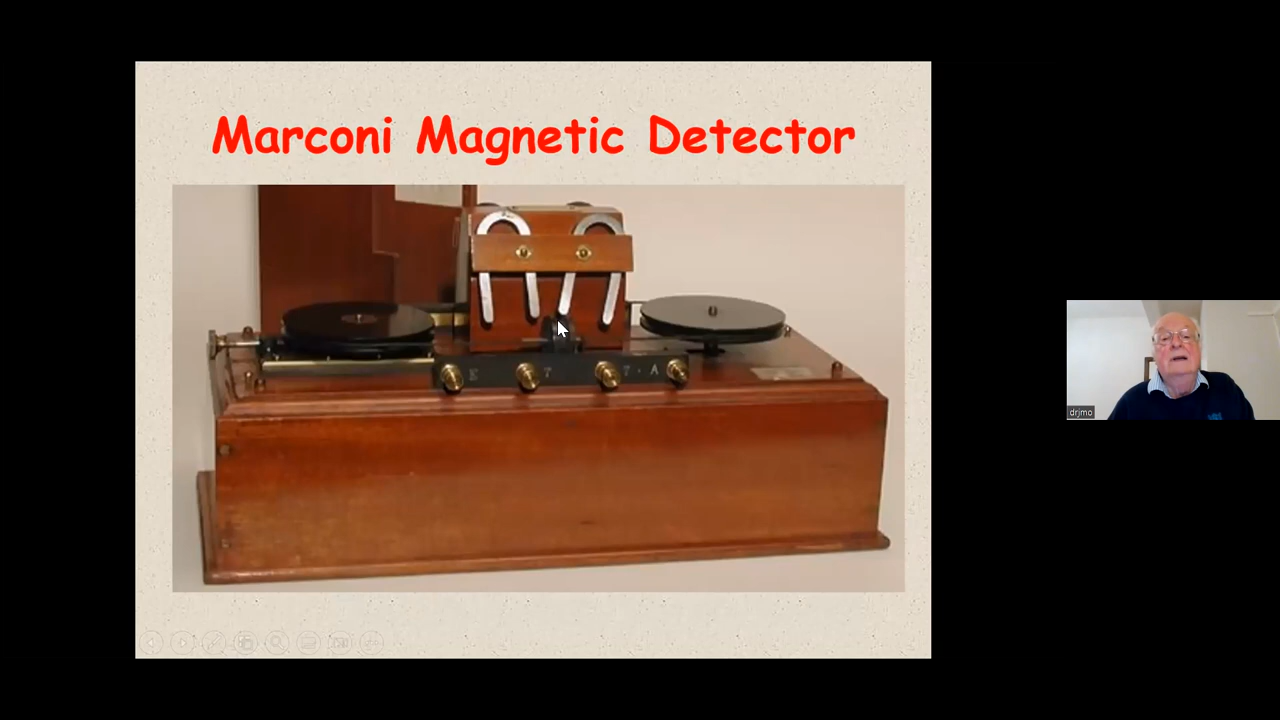 Marconi Magnetic Detector
E T T . A
drjmo